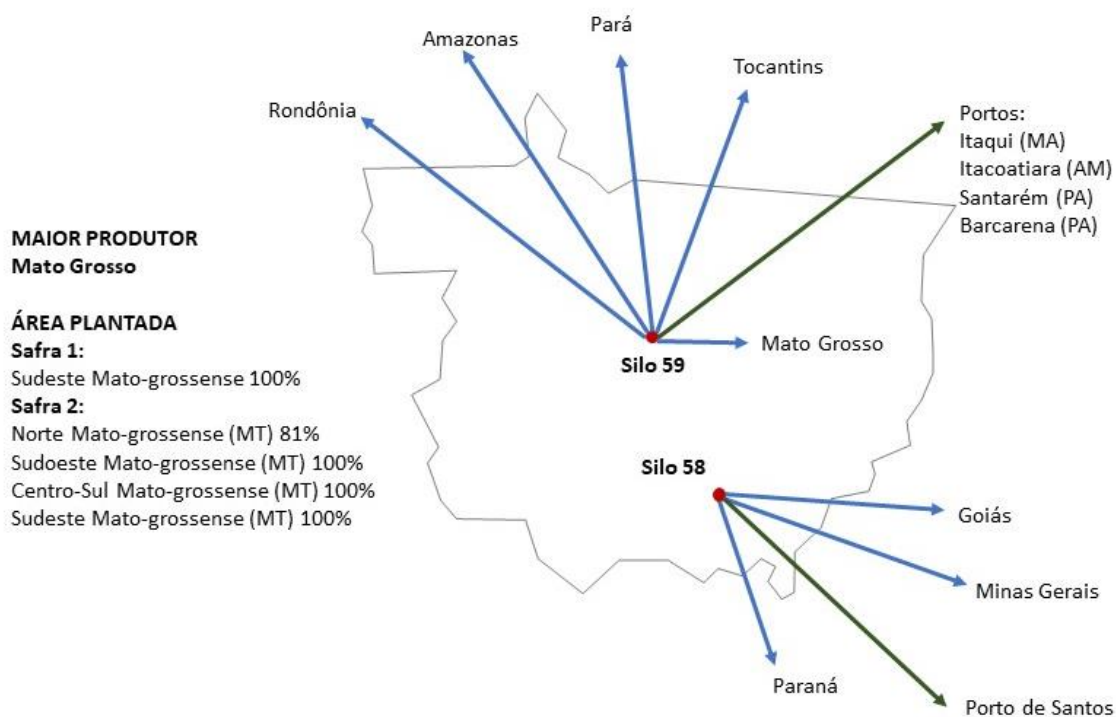 Amazonas
Pará
Tocantins
Rondônia
Portos:
Itaqui (MA)
Itacoatiara (AM)
Santarém (PA)
Barcarena (PA)
MAIOR PRODUTOR
Mato Grosso
ÁREA PLANTADA
Safra 1:
Sudeste Mato-grossense 100%
Safra 2:
Norte Mato-grossense (MT) 81%
Sudoeste Mato-grossense (MT) 100%
Centro-Sul Mato-grossense (MT) 100%
Sudeste Mato-grossense (MT) 100%
Mato Grosso
Silo 59
Silo 58
Goiás
Minas Gerais
Paraná
Porto de Santos